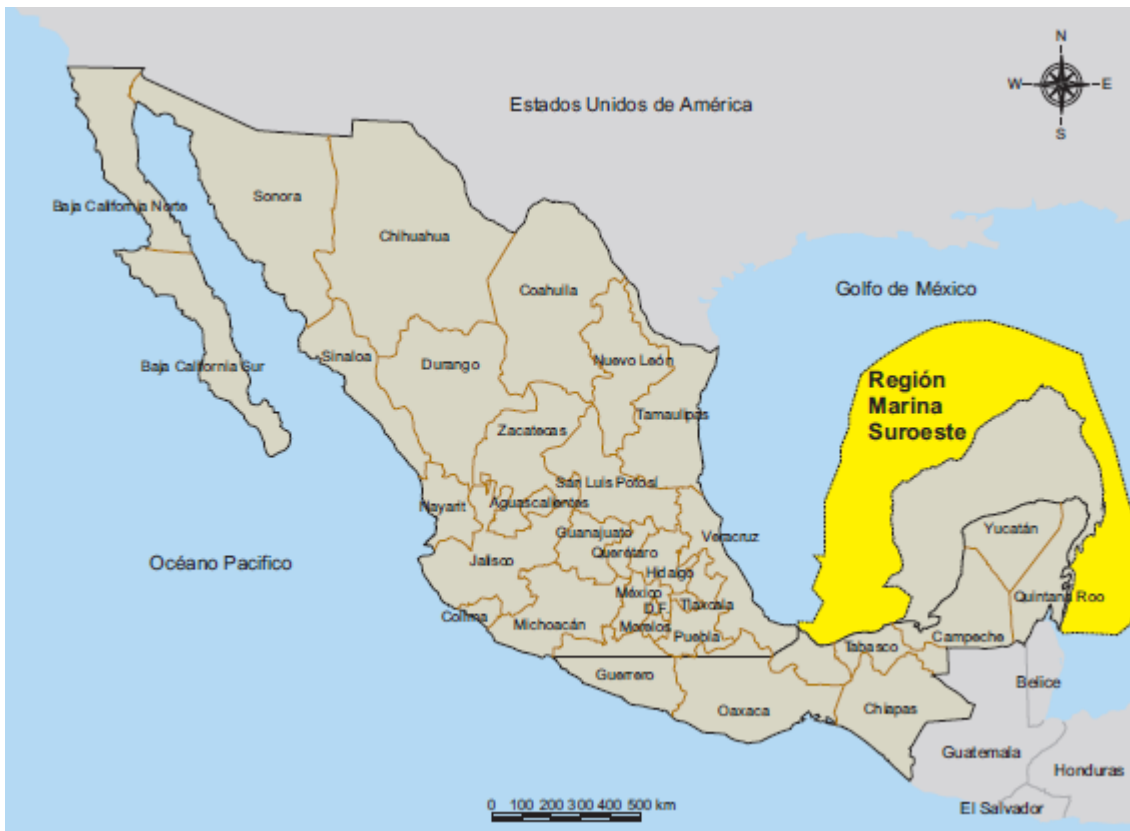 N
W E
S
Estados Unidos de América
Baja California Norte
Sonora
Chihuahua
Coahulla
Golfo de México
Baja California Sur
Sinaloa
Durango
Nuevo León
Región
Marina
Suroeste
Tamaulipas
Zacatecas
San Luis Potosí
Nayarit
Aguascalientes
Guanajuato
Querétaro
Veracruz
Yucatán
Océano Pacifico
Jalisco
Hidalgo
México
D.F.
Tlaxcala
Quintana Roo
Colima
Michoacán
Morelos
Puebla
Tabasco
Campeche
Guerrero
Oaxaca
Chiapas
Belice
Guatemala
Honduras
El Salvador
0 100 200 300 400 500 km